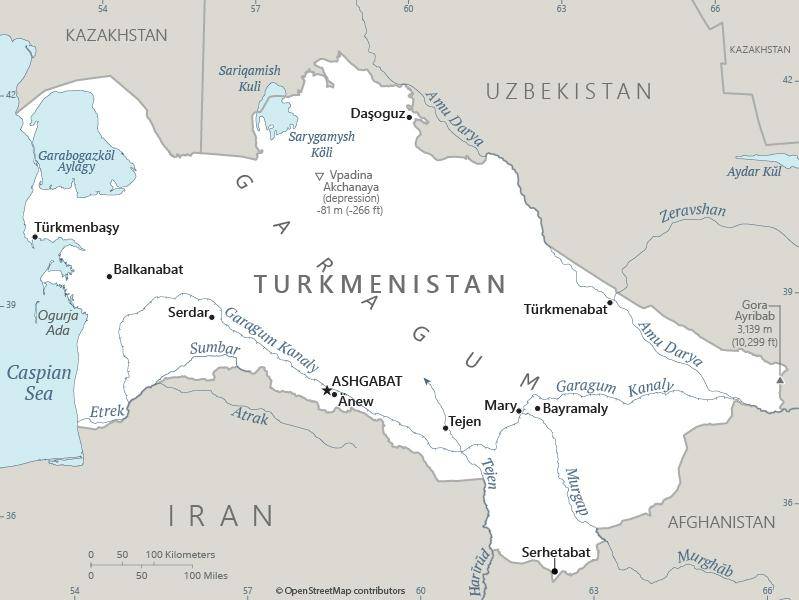 54
57
60
63
66
KAZAKHSTAN
KAZAKHSTAN
UZBEKISTAN
Sariqamish
Kuli
42
42
Amu Darya
Daşoguz
Sarygamysh
Köli
Garabogazköl
Aylagy
Aydar Kül
Vpadina
Akchanaya
(depression)
-81 m (-266 ft)
GARAGUM
Zeravshan
Türkmenbaşy
Balkanabat
TURKMENISTAN
39
39
Ogurja
Ada
Serdar
Garagum Kanaly
Türkmenabat
Gora
Ayribab
3,139 m
(10,299 ft)
Amu Darya
Sumbar
Caspian
Sea
ASHGABAT
Änew
Garagum Kanaly
Etrek
Atrak
Mary
Bayramaly
Tejen
Tejen
Murgap
36
36
IRAN
AFGHANISTAN
Serhetabat
Harīrūd
Murghāb
0 50 100 Kilometers
0 50 100 Miles
© OpenStreetMap contributors
54
57
60
63
66